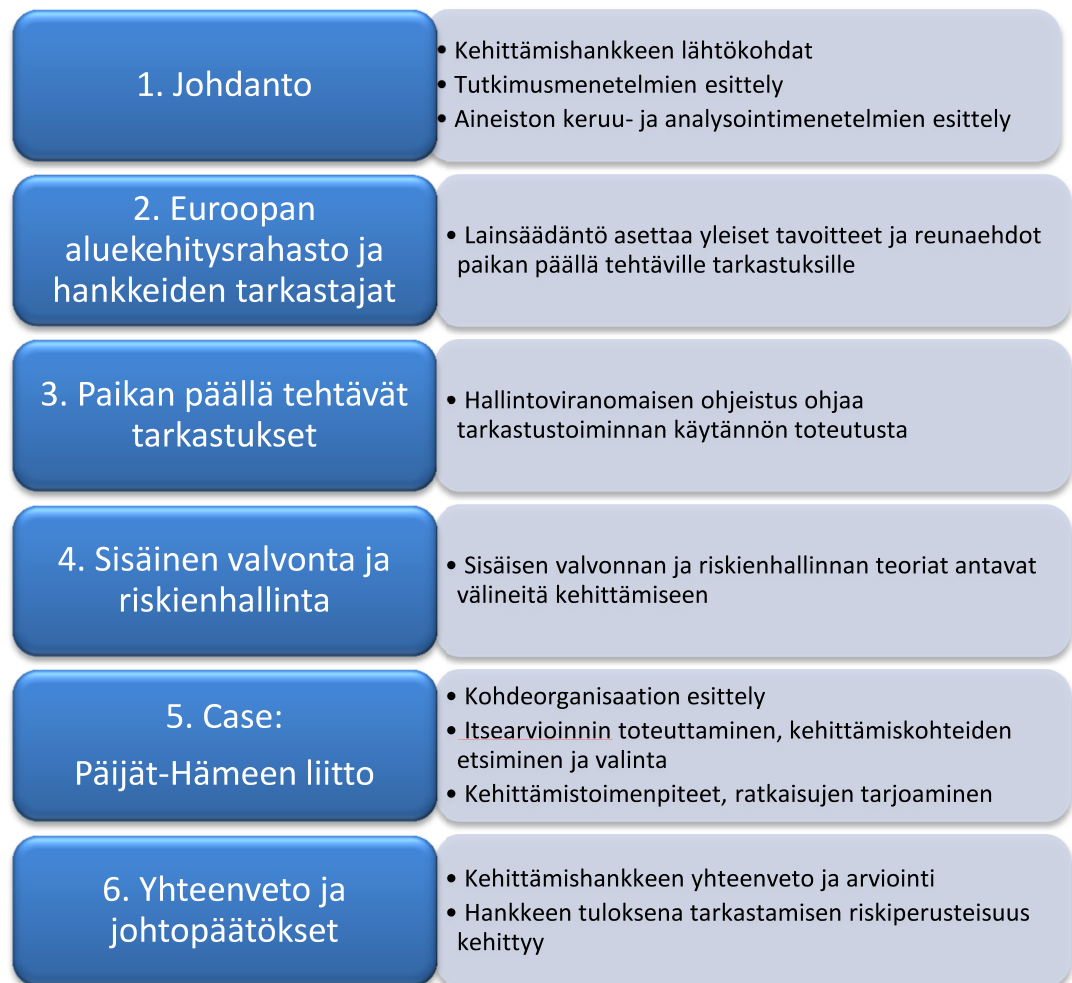 1. Johdanto
• Kehittämishankkeen lähtökohdat
• Tutkimusmenetelmien esittely
• Aineiston keruu- ja analysointimenetelmien esittely
2. Euroopan
aluekehitysrahasto ja
hankkeiden tarkastajat
• Lainsäädäntö asettaa yleiset tavoitteet ja reunaehdot
paikan päällä tehtäville tarkastuksille
3. Paikan päällä tehtävät
tarkastukset
• Hallintoviranomaisen ohjeistus ohjaa
tarkastustoiminnan käytännön toteutusta
4. Sisäinen valvonta ja
riskienhallinta
• Sisäisen valvonnan ja riskienhallinnan teoriat antavat
välineitä kehittämiseen
5. Case:
Päijät-Hämeen liitto
• Kohdeorganisaation esittely
• Itsearvioinnin toteuttaminen, kehittämiskohteiden
etsiminen ja valinta
• Kehittämistoimenpiteet, ratkaisujen tarjoaminen
6. Yhteenveto ja
johtopäätökset
• Kehittämishankkeen yhteenveto ja arviointi
• Hankkeen tuloksena tarkastamisen riskiperusteisuus
kehittyy